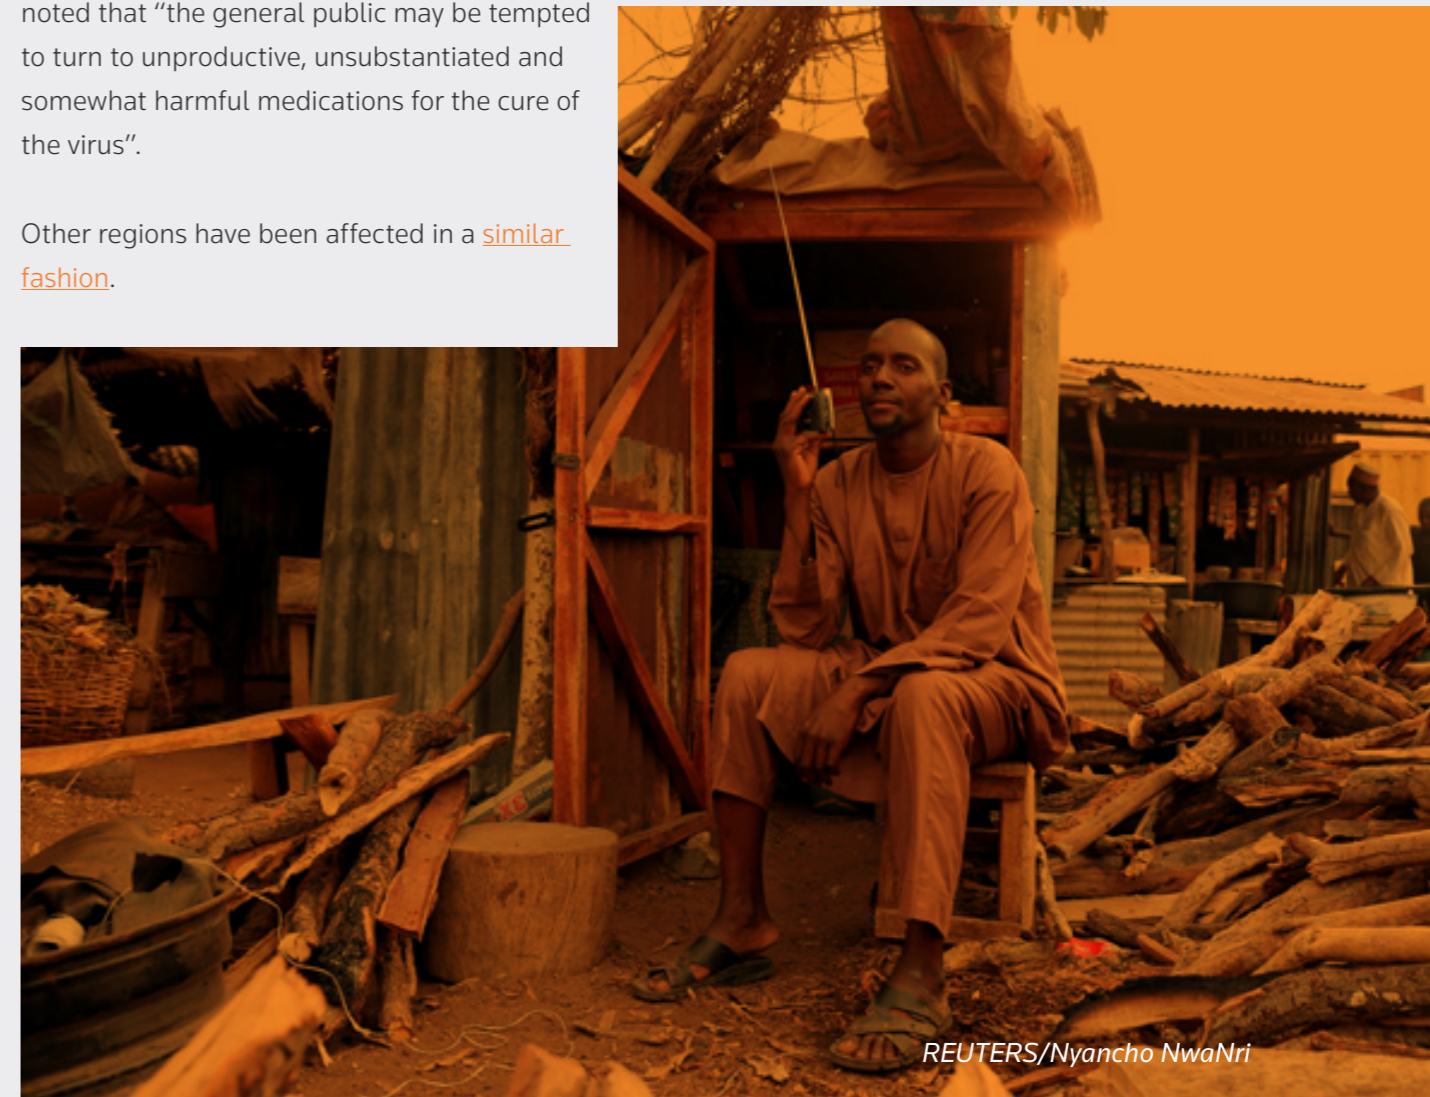 noted that “the general public may be tempted
to turn to unproductive, unsubstantiated and
somewhat harmful medications for the cure of
the virus”.
Other regions have been affected in a similar
fashion.
REUTERS/Nyancho NwaNri